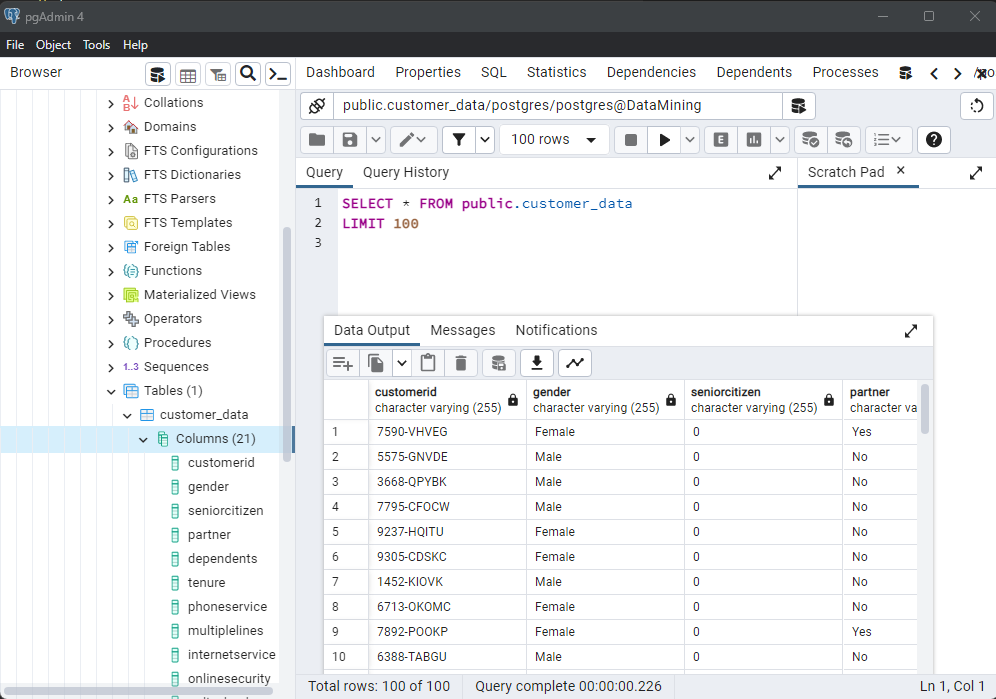 pgAdmin 4
File Object Tools Help
Browser
Dashboard Properties SQL Statistics Dependencies Dependents Processes
public.customer_data/postgres/postgres@DataMining
100 rows
E
Query Query History
Scratch Pad
1 SELECT * FROM public.customer_data
2 LIMIT 100
3
Collations
Domains
FTS Configurations
FTS Dictionaries
Aa FTS Parsers
FTS Templates
Foreign Tables
Functions
Materialized Views
Operators
Procedures
1..3 Sequences
Tables (1)
customer_data
Columns (21)
customerid
gender
seniorcitizen
partner
dependents
tenure
phoneservice
multiplelines
internetservice
onlinesecurity
Data Output Messages Notifications
customerid gender seniorcitizen partner
character varying (255) character varying (255) character varying (255) character va
1 7590-VHVEG Female 0 Yes
2 5575-GNVDE Male 0 No
3 3668-QPYBK Male 0 No
4 7795-CFOCW Male 0 No
5 9237-HQITU Female 0 No
6 9305-CDSKC Female 0 No
7 1452-KIOVK Male 0 No
8 6713-OKOMC Female 0 No
9 7892-POOKP Female 0 Yes
10 6388-TABGU Male 0 No
Total rows: 100 of 100 Query complete 00:00:00.226 Ln 1, Col 1